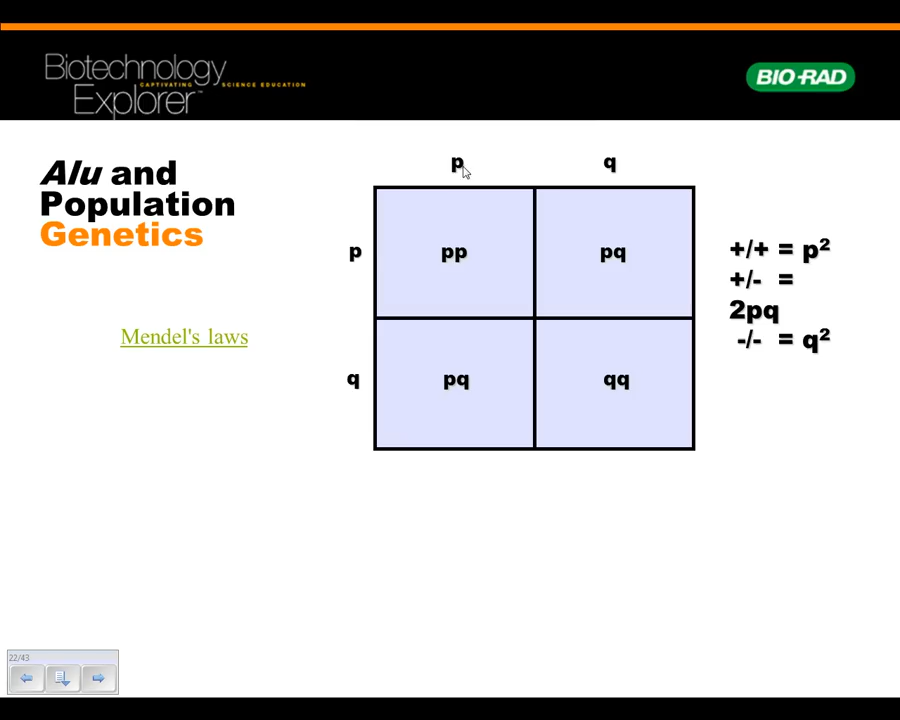 Biotechnology
CAPTIVATING SCIENCE EDUCATION
Explorer™
BIO-RAD
Alu and
Population
Genetics
Mendel's laws
p q
p pp pq
q pq qq
+/+ = p²
+/- =
2pq
-/- = q²
22/43